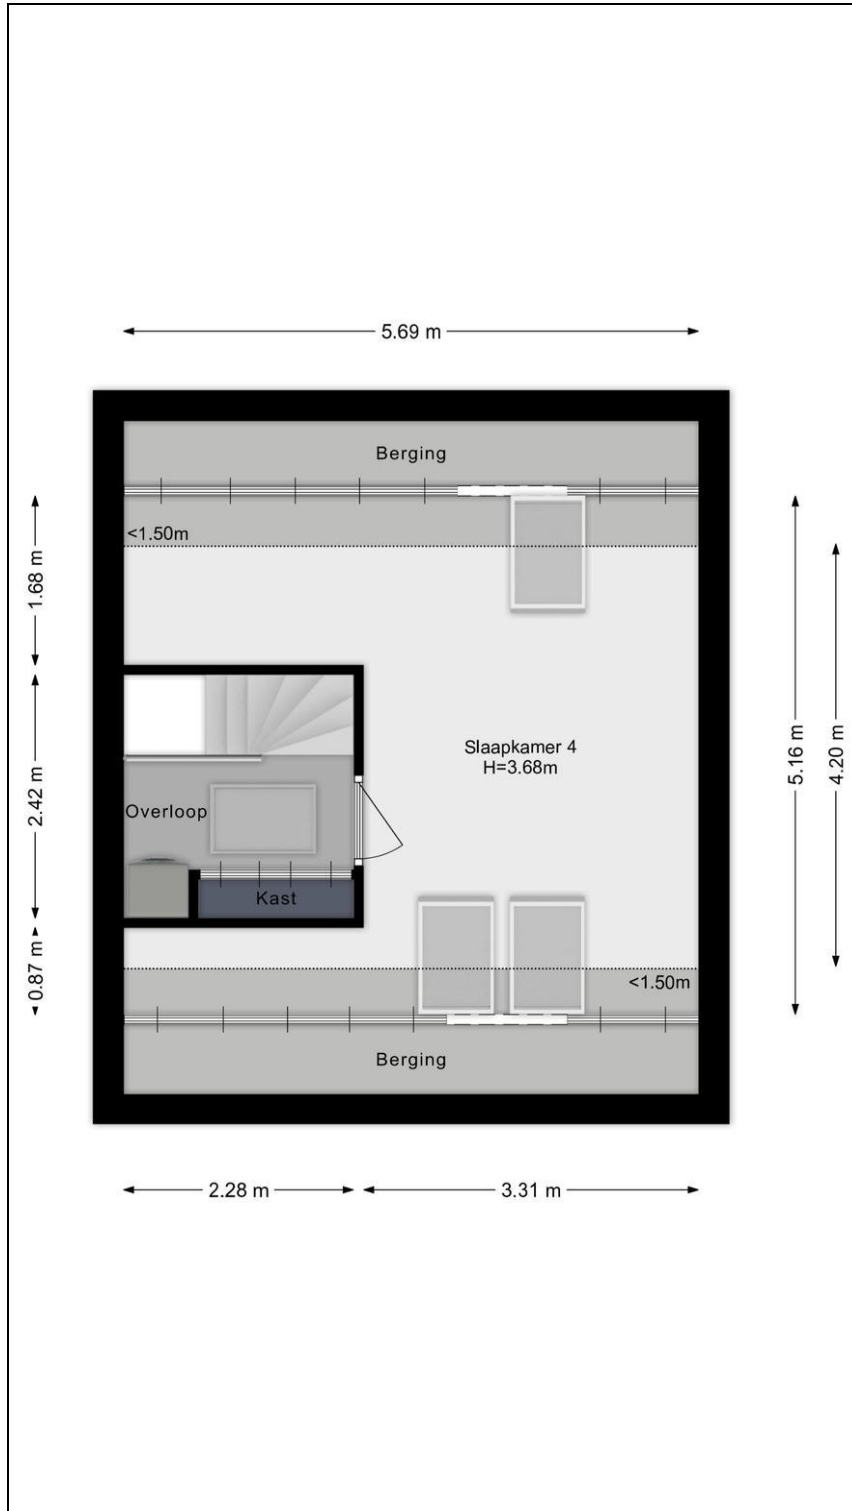 5.69 m
Berging
<1.50m
1.68 m
Slaapkamer 4
H=3.68m
5.16 m
4.20 m
2.42 m
Overloop
Kast
0.87 m
<1.50m
Berging
2.28 m
3.31 m